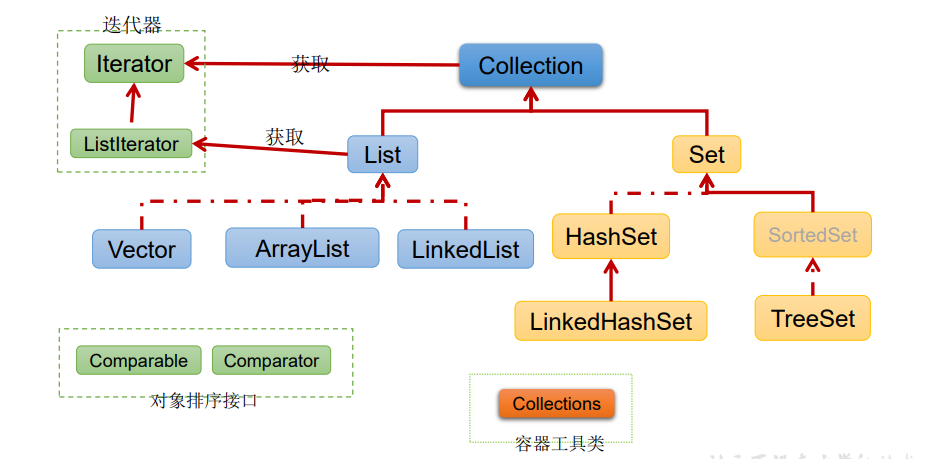 迭代器
Iterator
获取
Collection
ListIterator
获取
List
Set
Vector
ArrayList
LinkedList
HashSet
SortedSet
LinkedHashSet
TreeSet
Comparable
Comparator
对象排序接口
Collections
容器工具类